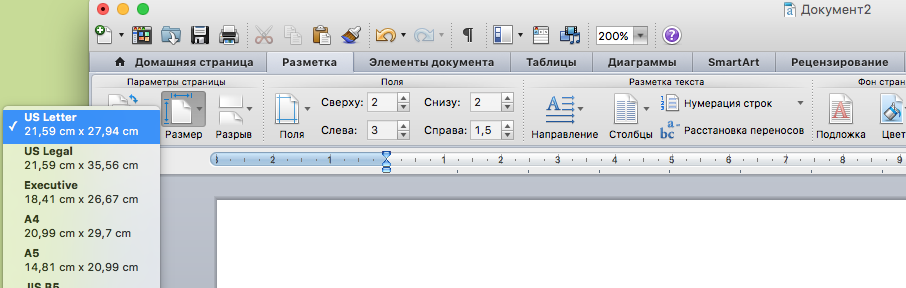 Документ2
200%
Домашняя страница Разметка Элементы документа Таблицы Диаграммы SmartArt Рецензирование
Параметры страницы Поля Разметка текста Фон стран
Размер Разрыв Поля Сверху: 2 Снизу: 2 Направление Столбцы Нумерация строк Подложка Цвет
Слева: 3 Справа: 1,5 abc Расстановка переносов
3 2 1 1 2 3 4 5 6 7 8 9
US Letter
21,59 cm x 27,94 cm
US Legal
21,59 cm x 35,56 cm
Executive
18,41 cm x 26,67 cm
A4
20,99 cm x 29,7 cm
A5
14,81 cm x 20,99 cm
JIS B5